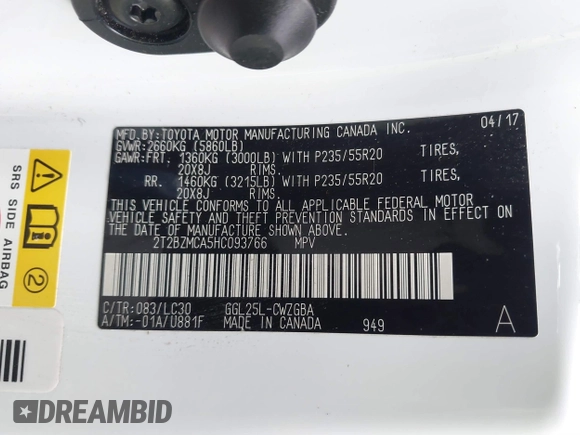 MFD.BY:TOYOTA MOTOR MANUFACTURING CANADA INC. 04/17
GVWR:2660KG (5860LB)
GAWR:FRT. 1360KG (3000LB) WITH P235/55R20 TIRES,
20X8J RIMS.
RR. 1460KG (3215LB) WITH P235/55R20 TIRES,
20X8J RIMS.
THIS VEHICLE CONFORMS TO ALL APPLICABLE FEDERAL MOTOR
VEHICLE SAFETY AND THEFT PREVENTION STANDARDS IN EFFECT ON
THE DATE OF MANUFACTURE SHOWN ABOVE.
2T2BZMCA5HC093766 MPV
C/TR:083/LC30 GGL25L-CWZGBA
A/TM:-01A/U881F MADE IN CANADA 949 A
SRS SIDE AIRBAG
2
DREAMBID